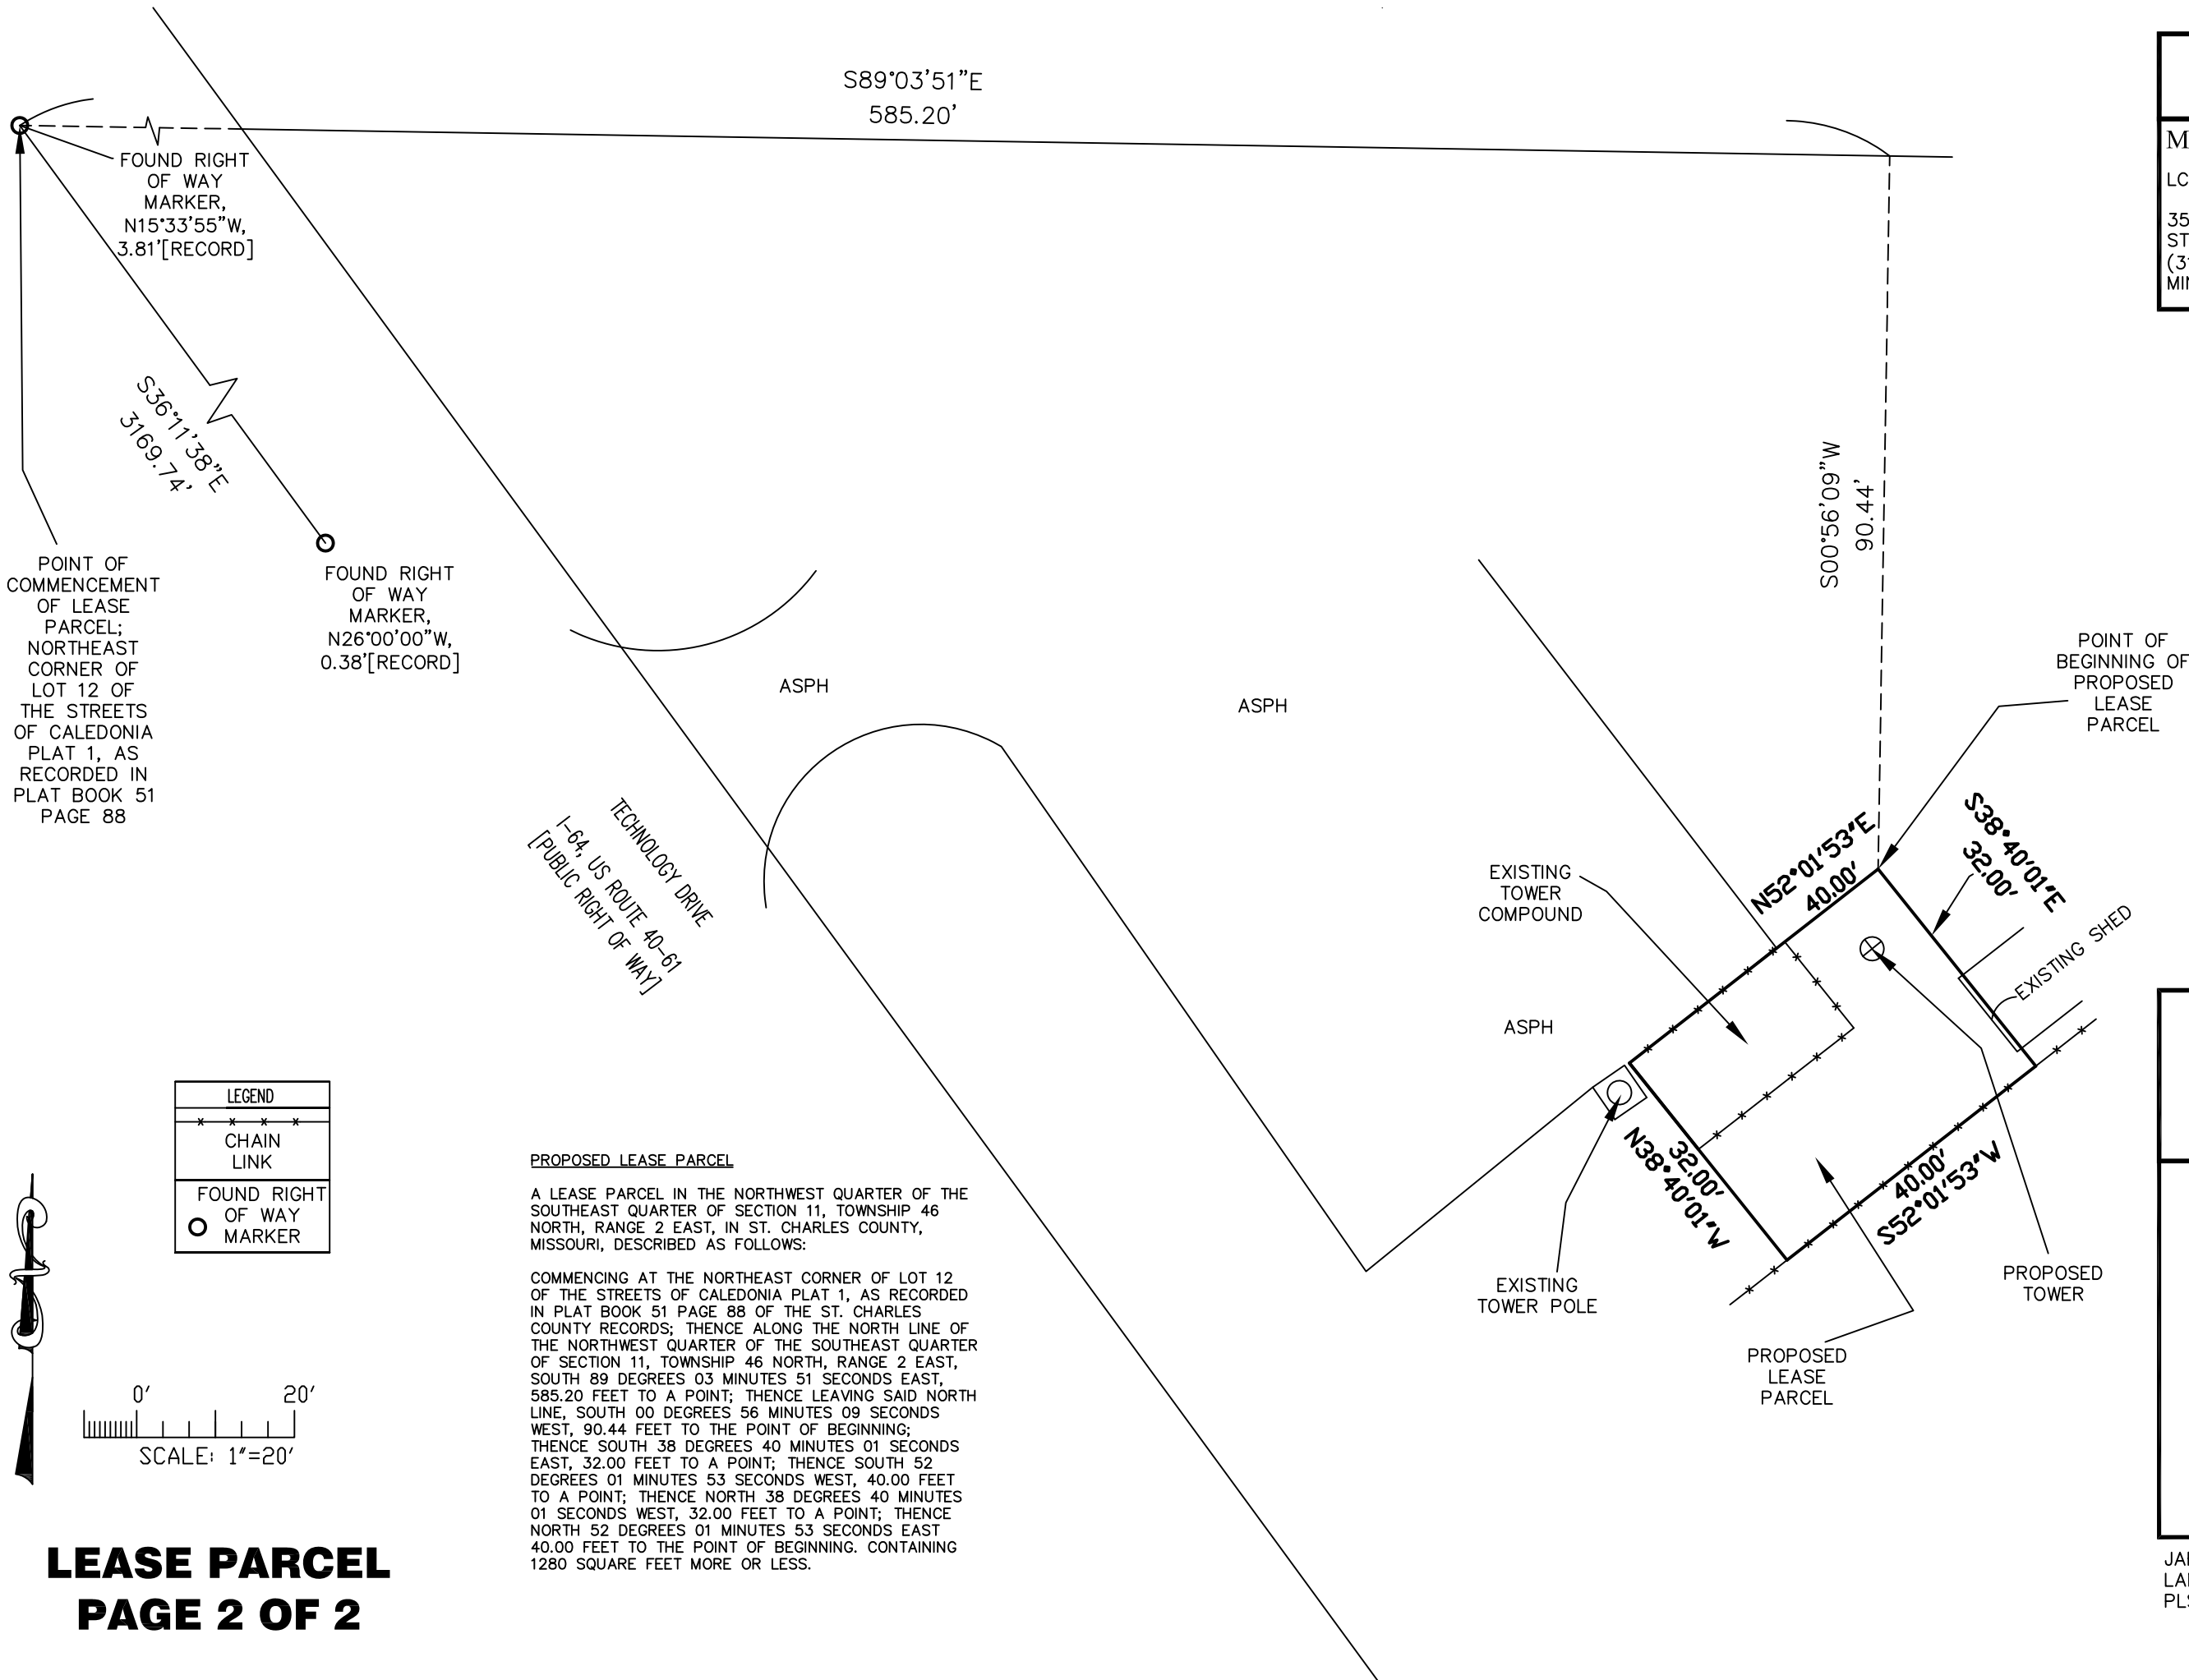 S89°03'51"E
585.20'
FOUND RIGHT
OF WAY
MARKER,
N15°33'55"W,
3.81'[RECORD]
S36°11'38"E
3169.74'
POINT OF
COMMENCEMENT
OF LEASE
PARCEL;
NORTHEAST
CORNER OF
LOT 12 OF
THE STREETS
OF CALEDONIA
PLAT 1, AS
RECORDED IN
PLAT BOOK 51
PAGE 88
FOUND RIGHT
OF WAY
MARKER,
N26°00'00"W,
0.38'[RECORD]
ASPH
ASPH
S00°56'09"W
90.44'
POINT OF
BEGINNING OF
PROPOSED
LEASE
PARCEL
TECHNOLOGY DRIVE
I-64, US ROUTE 40-61
[PUBLIC RIGHT OF WAY]
N52°01'53"E
40.00'
S38°40'01"E
32.00'
EXISTING
TOWER
COMPOUND
EXISTING SHED
ASPH
N38°40'01"W
32.00'
40.00'
S52°01'53"W
EXISTING
TOWER POLE
PROPOSED
TOWER
PROPOSED
LEASE
PARCEL
LEGEND
CHAIN
LINK
FOUND RIGHT
OF WAY
MARKER
0' 20'
SCALE: 1"=20'
PROPOSED LEASE PARCEL
A LEASE PARCEL IN THE NORTHWEST QUARTER OF THE
SOUTHEAST QUARTER OF SECTION 11, TOWNSHIP 46
NORTH, RANGE 2 EAST, IN ST. CHARLES COUNTY,
MISSOURI, DESCRIBED AS FOLLOWS:
COMMENCING AT THE NORTHEAST CORNER OF LOT 12
OF THE STREETS OF CALEDONIA PLAT 1, AS RECORDED
IN PLAT BOOK 51 PAGE 88 OF THE ST. CHARLES
COUNTY RECORDS; THENCE ALONG THE NORTH LINE OF
THE NORTHWEST QUARTER OF THE SOUTHEAST QUARTER
OF SECTION 11, TOWNSHIP 46 NORTH, RANGE 2 EAST,
SOUTH 89 DEGREES 03 MINUTES 51 SECONDS EAST,
585.20 FEET TO A POINT; THENCE LEAVING SAID NORTH
LINE, SOUTH 00 DEGREES 56 MINUTES 09 SECONDS
WEST, 90.44 FEET TO THE POINT OF BEGINNING;
THENCE SOUTH 38 DEGREES 40 MINUTES 01 SECONDS
EAST, 32.00 FEET TO A POINT; THENCE SOUTH 52
DEGREES 01 MINUTES 53 SECONDS WEST, 40.00 FEET
TO A POINT; THENCE NORTH 38 DEGREES 40 MINUTES
01 SECONDS WEST, 32.00 FEET TO A POINT; THENCE
NORTH 52 DEGREES 01 MINUTES 53 SECONDS EAST
40.00 FEET TO THE POINT OF BEGINNING. CONTAINING
1280 SQUARE FEET MORE OR LESS.
LEASE PARCEL
PAGE 2 OF 2
M
LC
35
ST